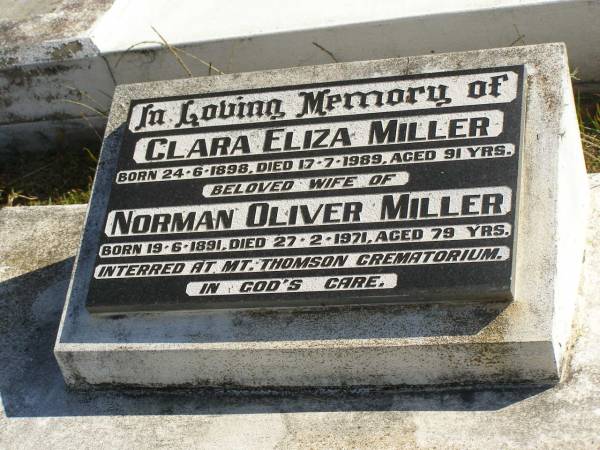 In Loving Memory of
CLARA ELIZA MILLER
BORN 24-6-1898, DIED 17-7-1989, AGED 91 YRS.
BELOVED WIFE OF
NORMAN OLIVER MILLER
BORN 19-6-1891, DIED 27-2-1971, AGED 79 YRS.
INTERRED AT MT. THOMSON CREMATORIUM.
IN GOD'S CARE.